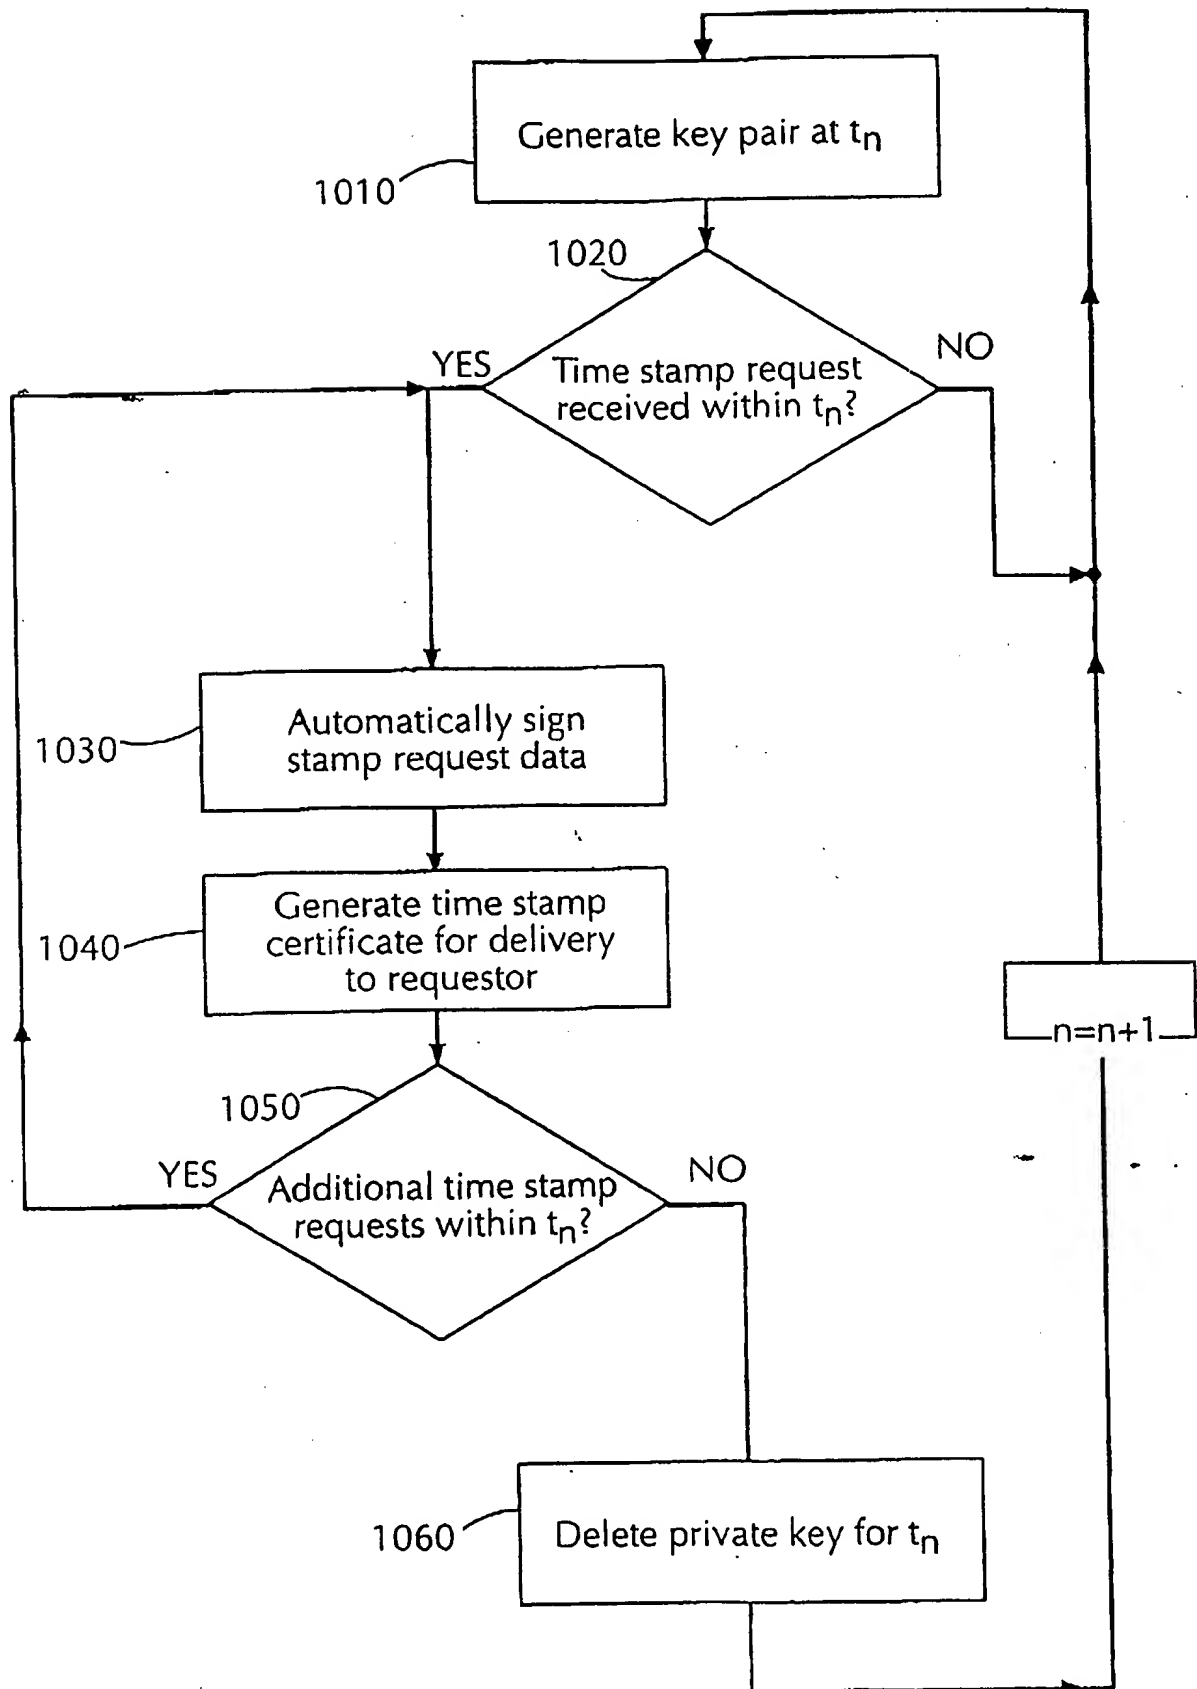 Generate key pair at tn
1010
1020
YES
NO
Time stamp request
received within tn?
Automatically sign
stamp request data
1030
Generate time stamp
certificate for delivery
to requestor
1040
n=n+1
1050
YES
NO
Additional time stamp
requests within tn?
1060
Delete private key for tn